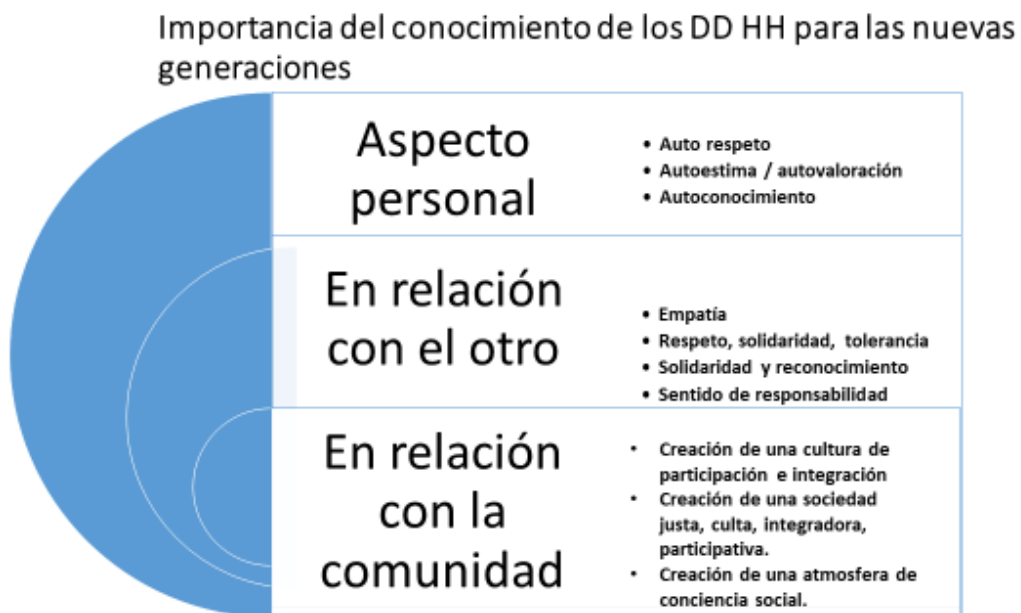 Importancia del conocimiento de los DD HH para las nuevas
generaciones
Aspecto
personal
• Auto respeto
• Autoestima / autovaloración
• Autoconocimiento
En relación
con el otro
• Empatía
• Respeto, solidaridad, tolerancia
• Solidaridad y reconocimiento
• Sentido de responsabilidad
En relación
con la
comunidad
• Creación de una cultura de
participación e integración
• Creación de una sociedad
justa, culta, integradora,
participativa.
• Creación de una atmosfera de
conciencia social.